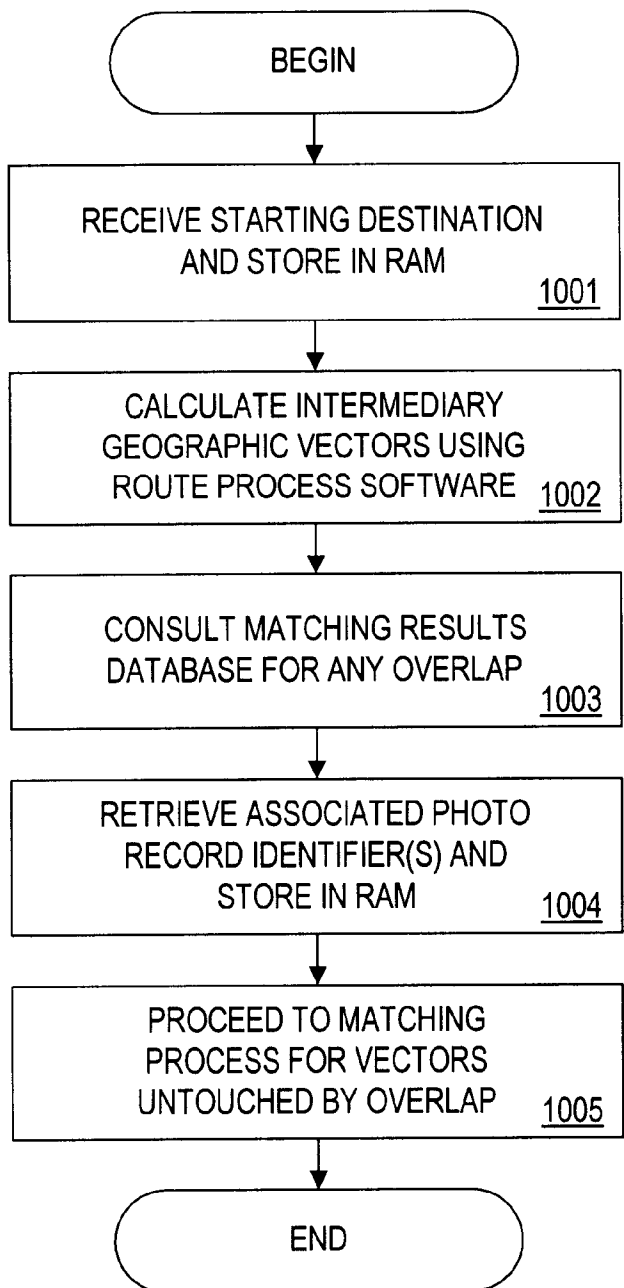 BEGIN
RECEIVE STARTING DESTINATION
AND STORE IN RAM
1001
CALCULATE INTERMEDIARY
GEOGRAPHIC VECTORS USING
ROUTE PROCESS SOFTWARE
1002
CONSULT MATCHING RESULTS
DATABASE FOR ANY OVERLAP
1003
RETRIEVE ASSOCIATED PHOTO
RECORD IDENTIFIER(S) AND
STORE IN RAM
1004
PROCEED TO MATCHING
PROCESS FOR VECTORS
UNTOUCHED BY OVERLAP
1005
END